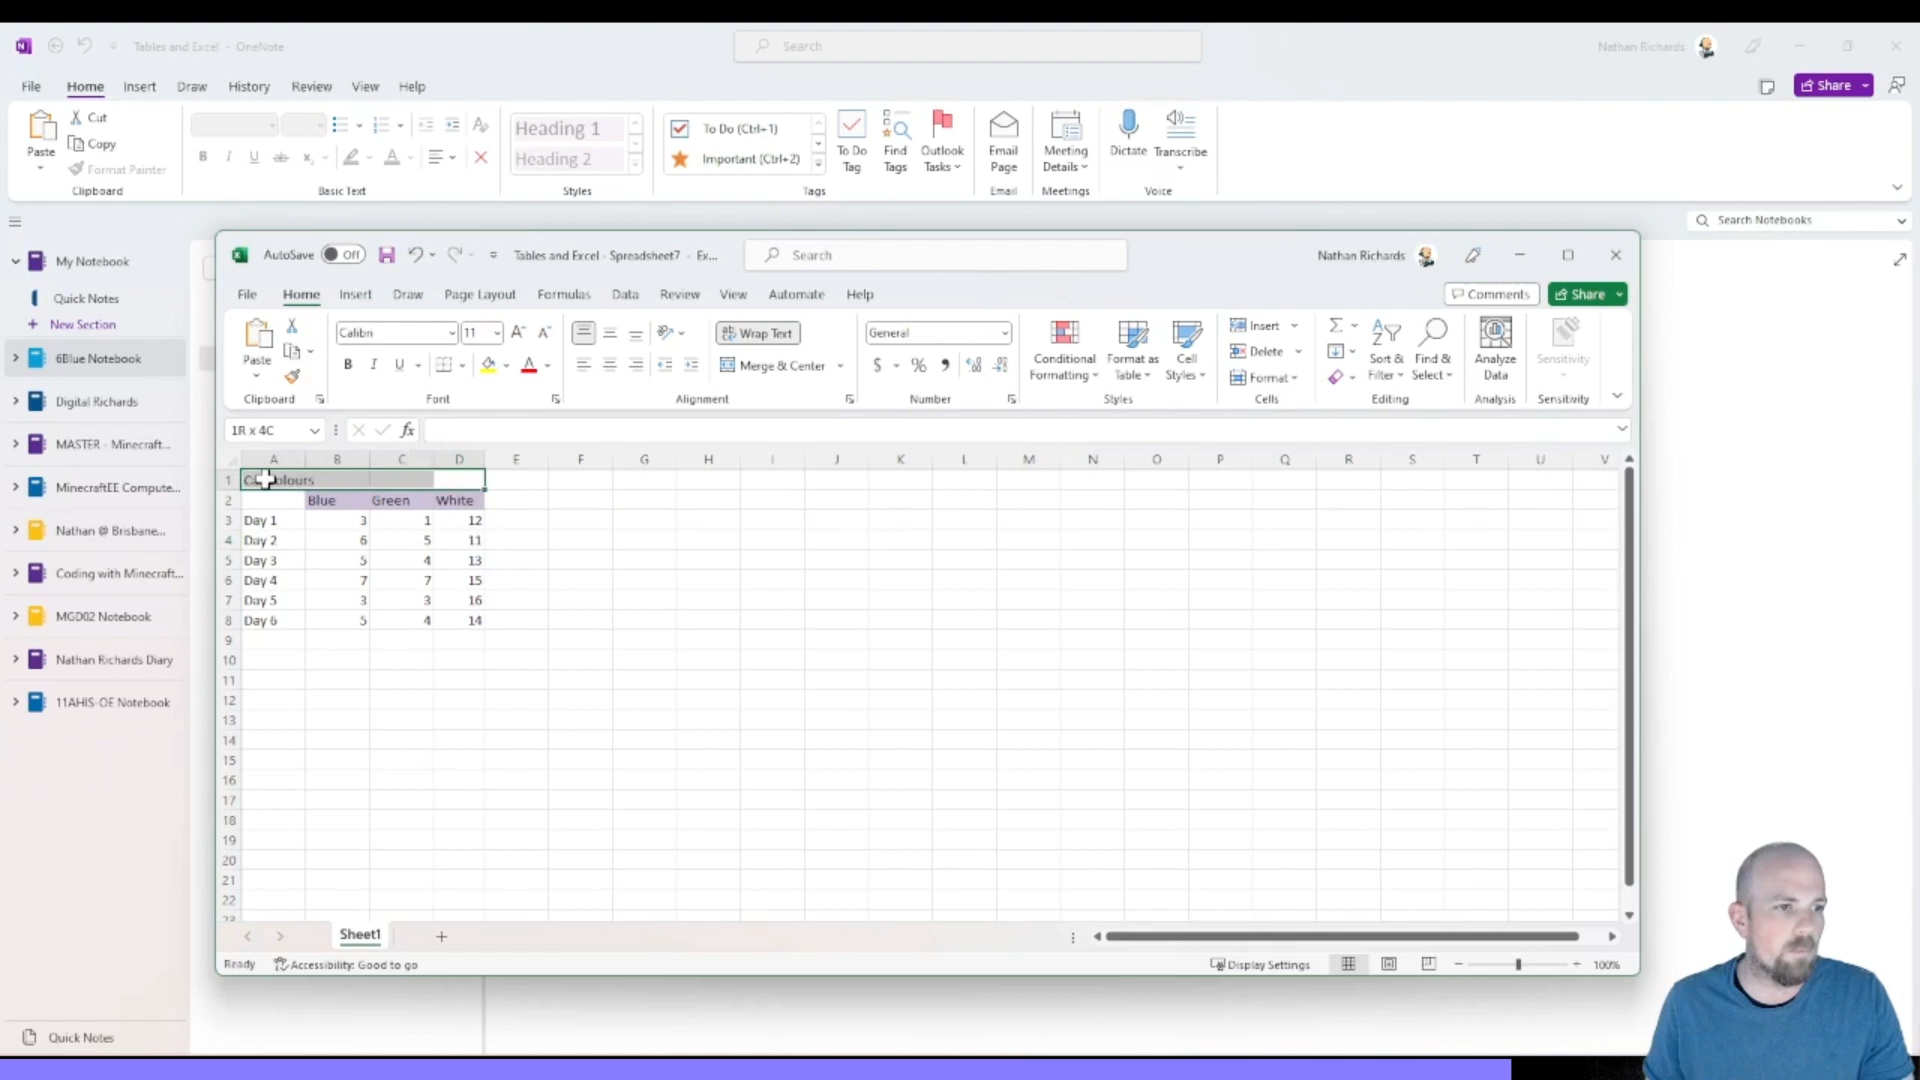 Tables and Excel - OneNote
Search
Nathan Richards
File Home Insert Draw History Review View Help
Share
Paste
Cut
Copy
Format Painter
Clipboard
Basic Text
Heading 1
Heading 2
Styles
To Do (Ctrl+1)
Important (Ctrl+2)
Tags
To Do Tag
Find Tags
Outlook Tasks
Email Page
Email
Meeting Details
Meetings
Dictate
Transcribe
Voice
Search Notebooks
My Notebook
Quick Notes
New Section
6Blue Notebook
Digital Richards
MASTER - Minecraft...
MinecraftEE Compute...
Nathan @ Brisbane...
Coding with Minecraft...
MGD02 Notebook
Nathan Richards Diary
11AHIS-OE Notebook
Quick Notes
AutoSave Off
Tables and Excel - Spreadsheet7 - Ex...
Search
Nathan Richards
File Home Insert Draw Page Layout Formulas Data Review View Automate Help
Comments
Share
Paste
Clipboard
Calibri 11
B I U
Font
Wrap Text
Merge & Center
Alignment
General
$ %
Number
Conditional Formatting
Format as Table
Cell Styles
Styles
Insert
Delete
Format
Cells
Sort & Filter
Find & Select
Editing
Analyze Data
Analysis
Sensitivity
Sensitivity
1R x 4C
fx
A B C D E F G H I J K L M N O P Q R S T U V
1
2 Blue Green White
3 Day 1 3 1 12
4 Day 2 6 5 11
5 Day 3 5 4 13
6 Day 4 7 7 15
7 Day 5 3 3 16
8 Day 6 5 4 14
9
10
11
12
13
14
15
16
17
18
19
20
21
22
23
Sheet1
Ready
Accessibility: Good to go
Display Settings
100%